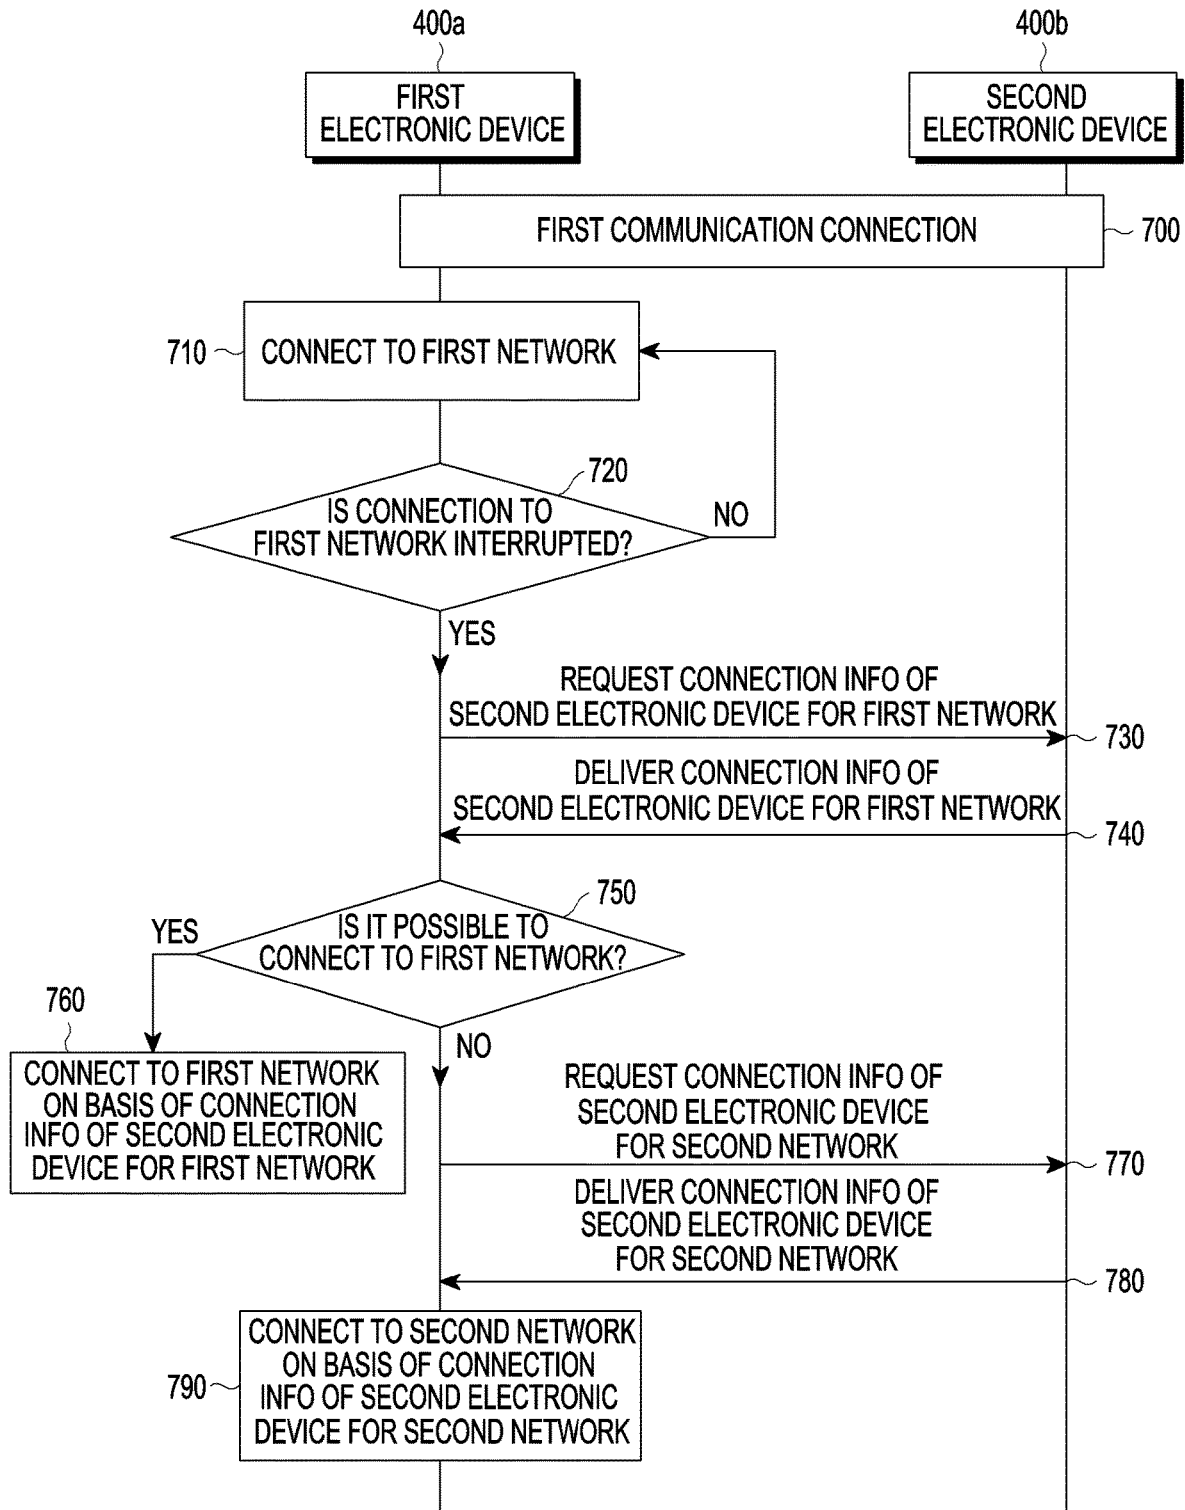 400a
400b
FIRST
ELECTRONIC DEVICE
SECOND
ELECTRONIC DEVICE
FIRST COMMUNICATION CONNECTION
700
710
CONNECT TO FIRST NETWORK
720
IS CONNECTION TO
FIRST NETWORK INTERRUPTED?
NO
YES
REQUEST CONNECTION INFO OF
SECOND ELECTRONIC DEVICE FOR FIRST NETWORK
730
DELIVER CONNECTION INFO OF
SECOND ELECTRONIC DEVICE FOR FIRST NETWORK
740
750
IS IT POSSIBLE TO
CONNECT TO FIRST NETWORK?
YES
NO
760
CONNECT TO FIRST NETWORK
ON BASIS OF CONNECTION
INFO OF SECOND ELECTRONIC
DEVICE FOR FIRST NETWORK
REQUEST CONNECTION INFO OF
SECOND ELECTRONIC DEVICE
FOR SECOND NETWORK
770
DELIVER CONNECTION INFO OF
SECOND ELECTRONIC DEVICE
FOR SECOND NETWORK
780
790
CONNECT TO SECOND NETWORK
ON BASIS OF CONNECTION
INFO OF SECOND ELECTRONIC
DEVICE FOR SECOND NETWORK